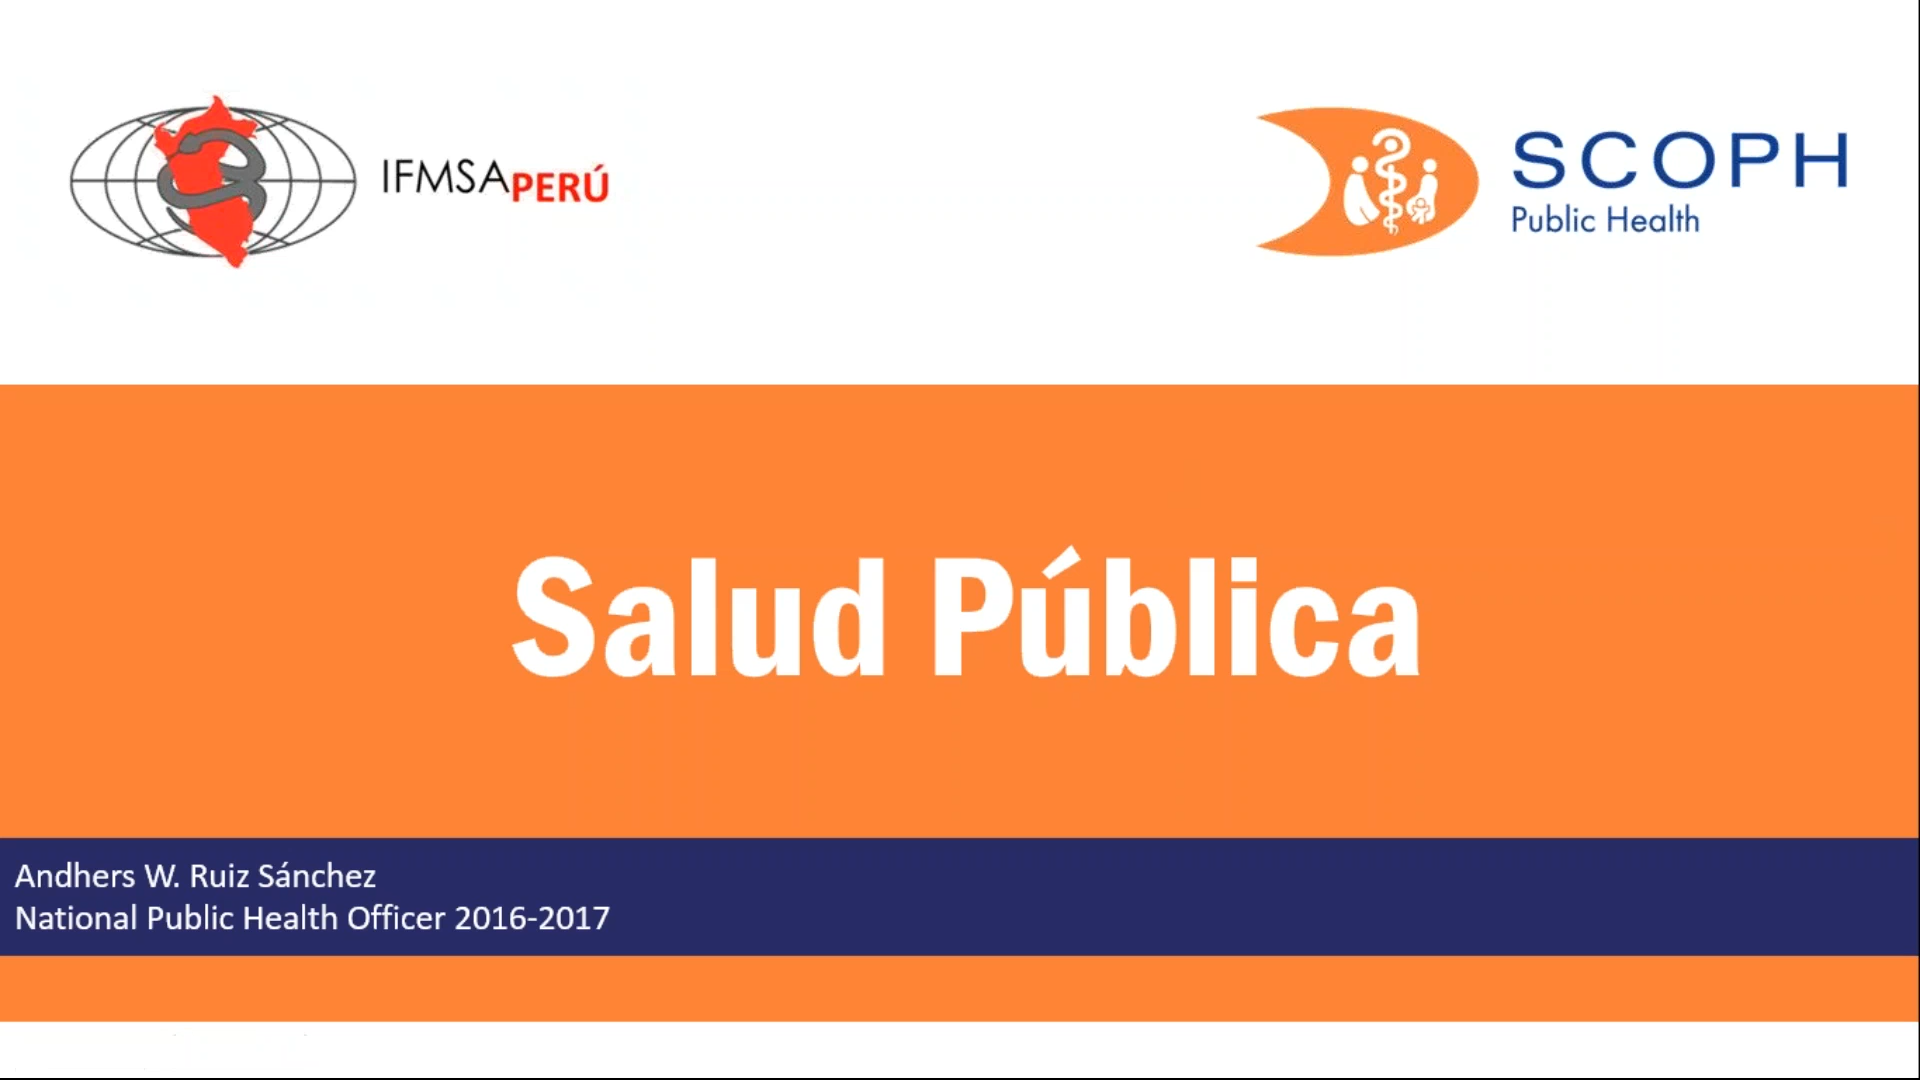 IFMSAPERÚ
SCOPH
Public Health
Salud Pública
Andhers W. Ruiz Sánchez
National Public Health Officer 2016-2017